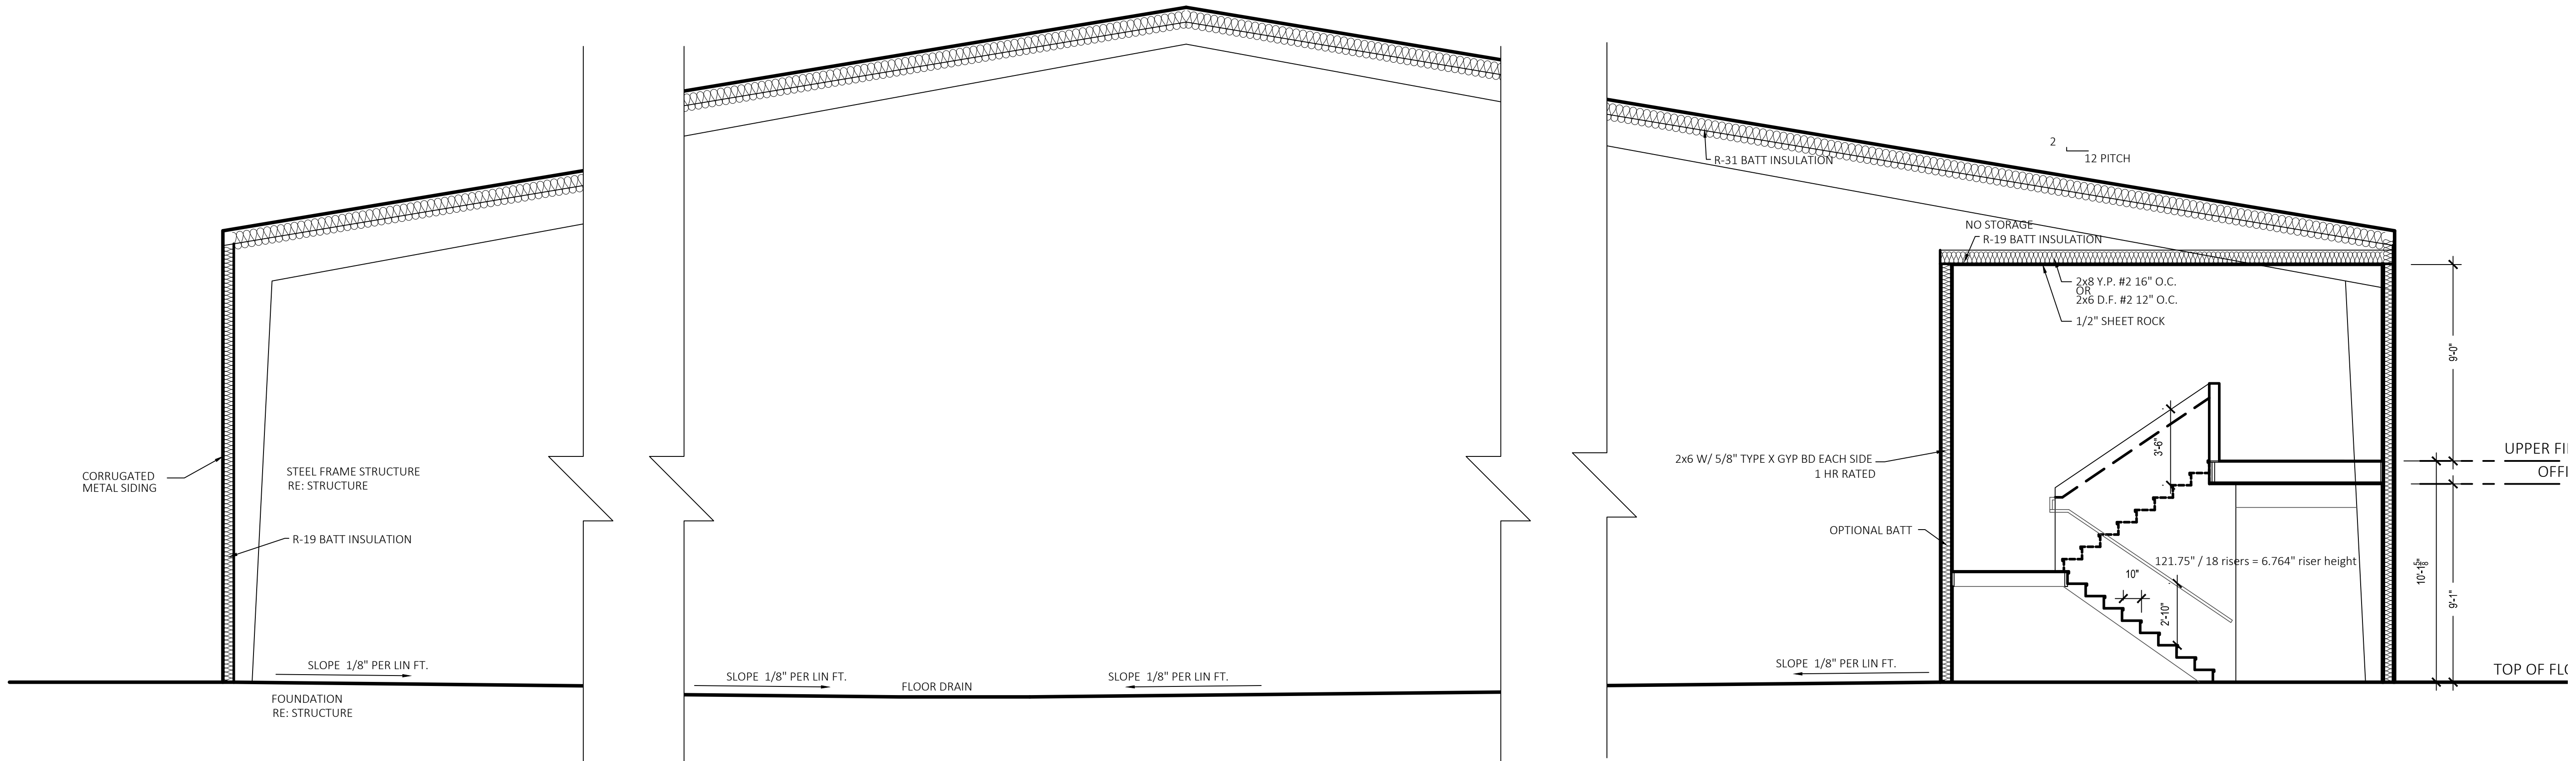 2
12 PITCH
R-31 BATT INSULATION
NO STORAGE
R-19 BATT INSULATION
2x8 Y.P. #2 16" O.C.
OR
2x6 D.F. #2 12" O.C.
1/2" SHEET ROCK
9'-0"
3'-6"
CORRUGATED
METAL SIDING
STEEL FRAME STRUCTURE
RE: STRUCTURE
2x6 W/ 5/8" TYPE X GYP BD EACH SIDE
1 HR RATED
UPPER FI
OFFI
R-19 BATT INSULATION
OPTIONAL BATT
121.75" / 18 risers = 6.764" riser height
10"
2'-10"
10'-1 5/8"
9'-1"
SLOPE 1/8" PER LIN FT.
SLOPE 1/8" PER LIN FT.
FLOOR DRAIN
SLOPE 1/8" PER LIN FT.
SLOPE 1/8" PER LIN FT.
TOP OF FLO
FOUNDATION
RE: STRUCTURE